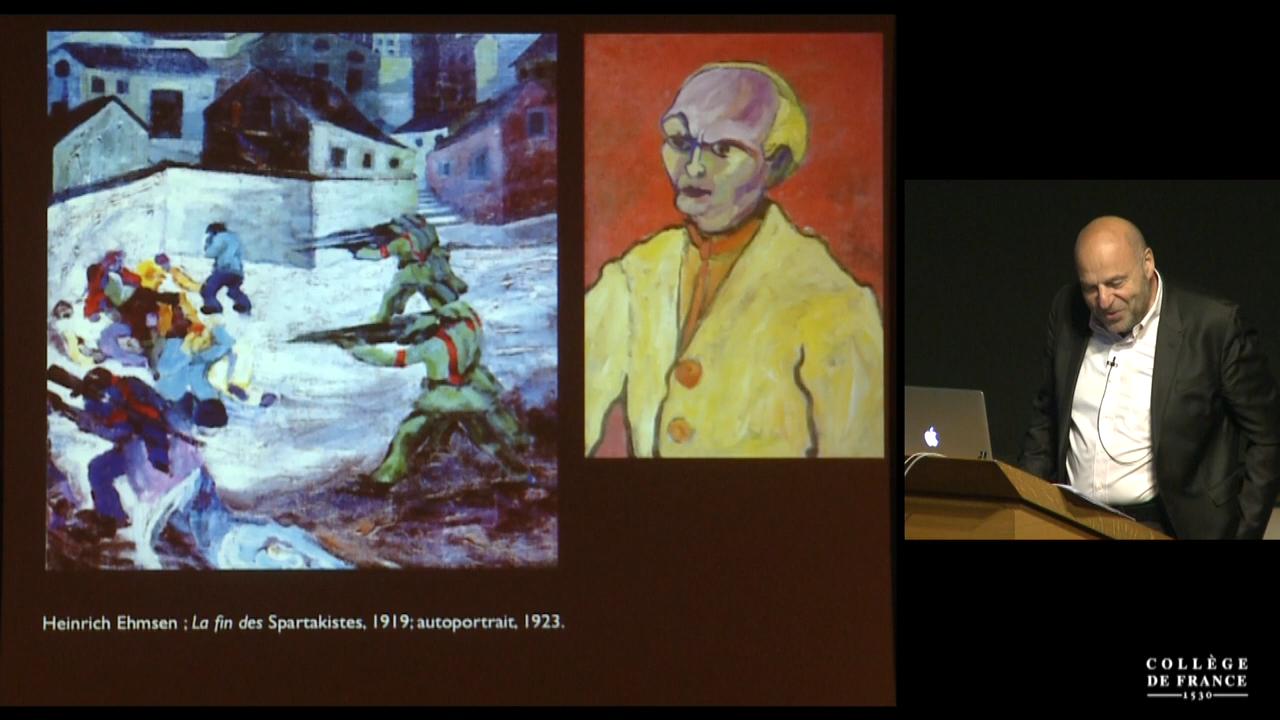 Heinrich Ehmsen ; La fin des Spartakistes, 1919; autoportrait, 1923.
COLLÈGE
DE FRANCE
1530